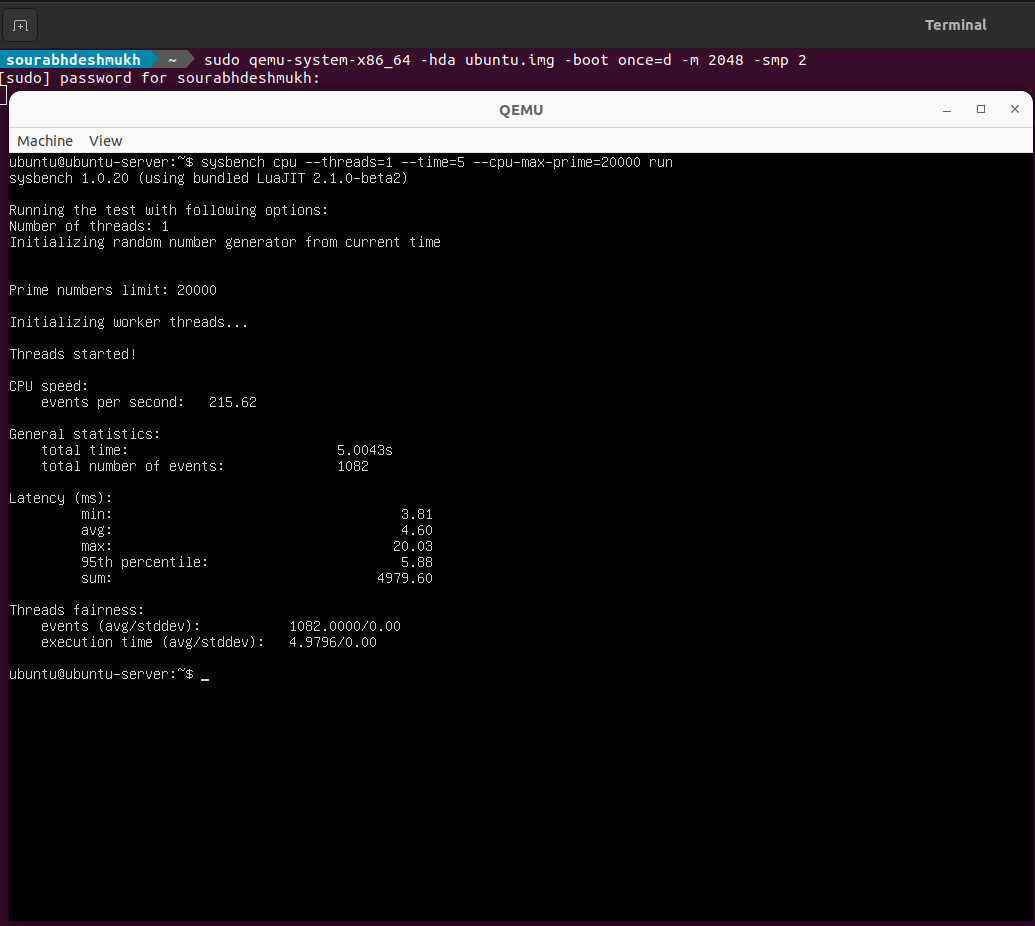 Terminal
sourabhdeshmukh ~ sudo qemu-system-x86_64 -hda ubuntu.img -boot once=d -m 2048 -smp 2
[sudo] password for sourabhdeshmukh:
QEMU
Machine View
ubuntu@ubuntu-server:~$ sysbench cpu --threads=1 --time=5 --cpu-max-prime=20000 run
sysbench 1.0.20 (using bundled LuaJIT 2.1.0-beta2)
Running the test with following options:
Number of threads: 1
Initializing random number generator from current time
Prime numbers limit: 20000
Initializing worker threads...
Threads started!
CPU speed:
events per second: 215.62
General statistics:
total time: 5.0043s
total number of events: 1082
Latency (ms):
min: 3.81
avg: 4.60
max: 20.03
95th percentile: 5.88
sum: 4979.60
Threads fairness:
events (avg/stddev): 1082.0000/0.00
execution time (avg/stddev): 4.9796/0.00
ubuntu@ubuntu-server:~$ _